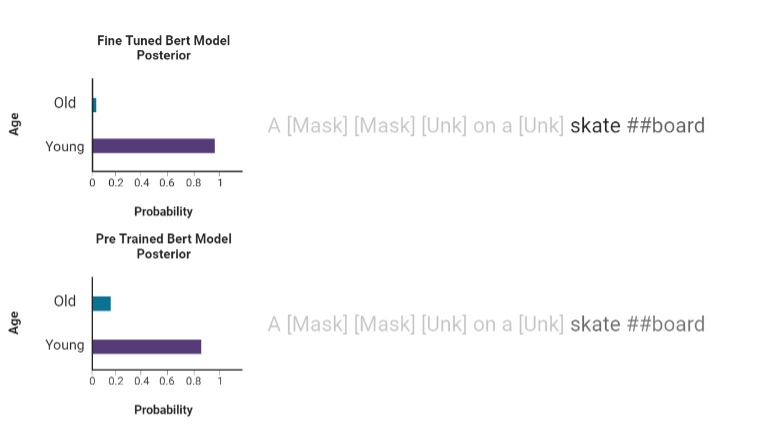 Fine Tuned Bert Model
Posterior
Old
Young
Age
0 0.2 0.4 0.6 0.8 1
Probability
A [Mask] [Mask] [Unk] on a [Unk] skate ##board
Pre Trained Bert Model
Posterior
Old
Young
Age
0 0.2 0.4 0.6 0.8 1
Probability
A [Mask] [Mask] [Unk] on a [Unk] skate ##board